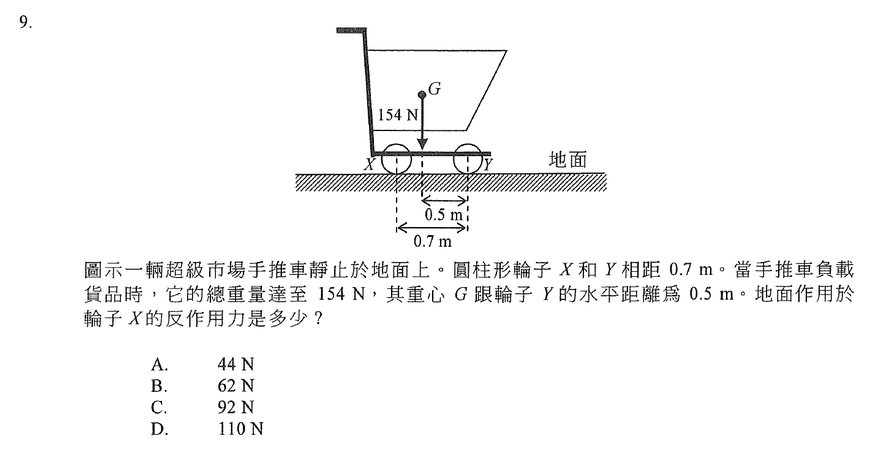 9.
G
154 N
X
Y
地面
0.5 m
0.7 m
圖示一輛超級市場手推車靜止於地面上。圓柱形輪子 X 和 Y 相距 0.7 m。當手推車負載
貨品時，它的總重量達至 154 N，其重心 G 跟輪子 Y 的水平距離爲 0.5 m。地面作用於
輪子 X 的反作用力是多少？
A. 44 N
B. 62 N
C. 92 N
D. 110 N